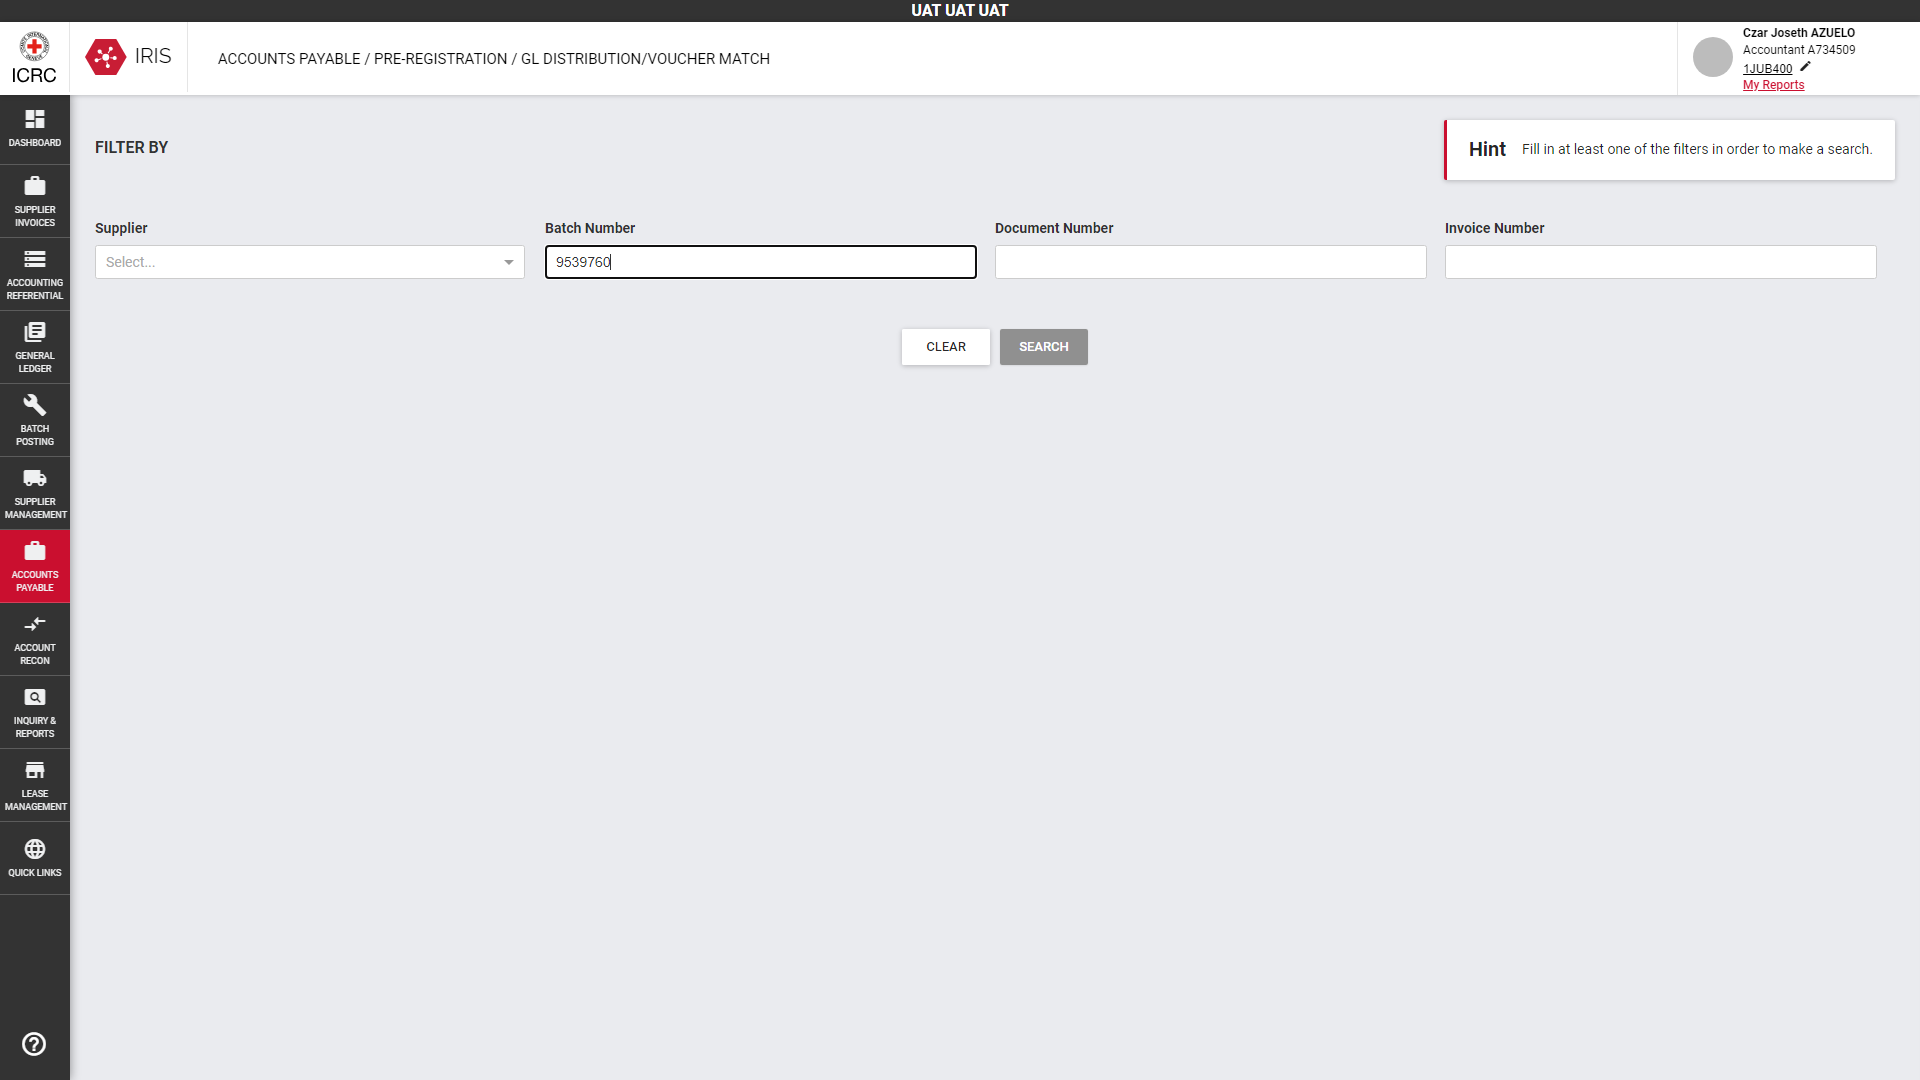 UAT UAT UAT
ICRC
IRIS
ACCOUNTS PAYABLE / PRE-REGISTRATION / GL DISTRIBUTION/VOUCHER MATCH
Czar Joseth AZUELO
Accountant A734509
1JUB400
My Reports
DASHBOARD
SUPPLIER
INVOICES
ACCOUNTING
REFERENTIAL
GENERAL
LEDGER
BATCH
POSTING
SUPPLIER
MANAGEMENT
ACCOUNTS
PAYABLE
ACCOUNT
RECON
INQUIRY &
REPORTS
LEASE
MANAGEMENT
QUICK LINKS
FILTER BY
Hint Fill in at least one of the filters in order to make a search.
Supplier Batch Number Document Number Invoice Number
Select... 9539760
CLEAR SEARCH